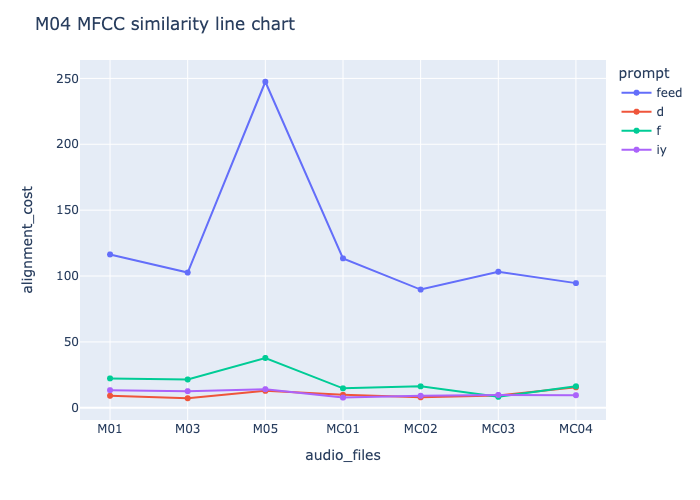 M04 MFCC similarity line chart
prompt
feed
d
f
iy
alignment_cost
250
200
150
100
50
0
M01 M03 M05 MC01 MC02 MC03 MC04
audio_files